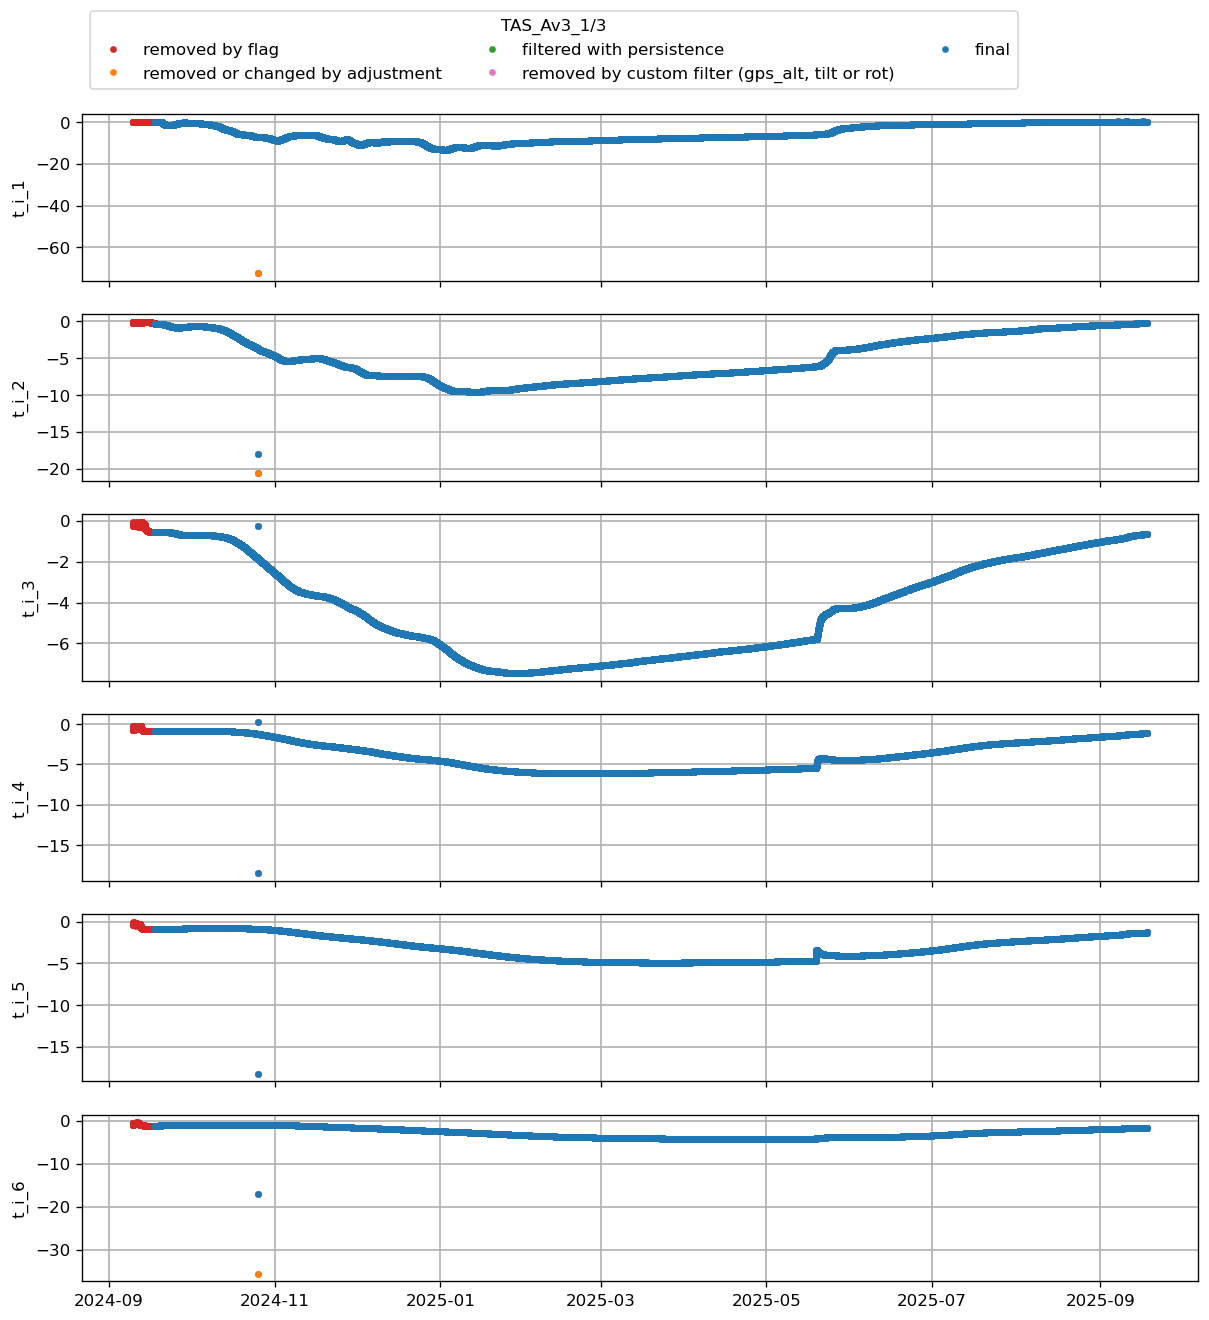 TAS_Av3_1/3
removed by flag
removed or changed by adjustment
filtered with persistence
removed by custom filter (gps_alt, tilt or rot)
final
0
−20
−40
−60
t_i_1
0
−5
−10
−15
−20
t_i_2
0
−2
−4
−6
t_i_3
0
−5
−10
−15
t_i_4
0
−5
−10
−15
t_i_5
0
−10
−20
−30
t_i_6
2024-09
2024-11
2025-01
2025-03
2025-05
2025-07
2025-09